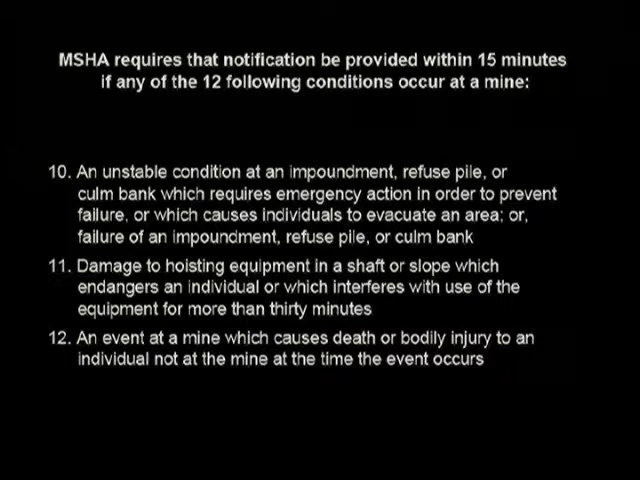 MSHA requires that notification be provided within 15 minutes
if any of the 12 following conditions occur at a mine:
10. An unstable condition at an impoundment, refuse pile, or
culm bank which requires emergency action in order to prevent
failure, or which causes individuals to evacuate an area; or,
failure of an impoundment, refuse pile, or culm bank
11. Damage to hoisting equipment in a shaft or slope which
endangers an individual or which interferes with use of the
equipment for more than thirty minutes
12. An event at a mine which causes death or bodily injury to an
individual not at the mine at the time the event occurs